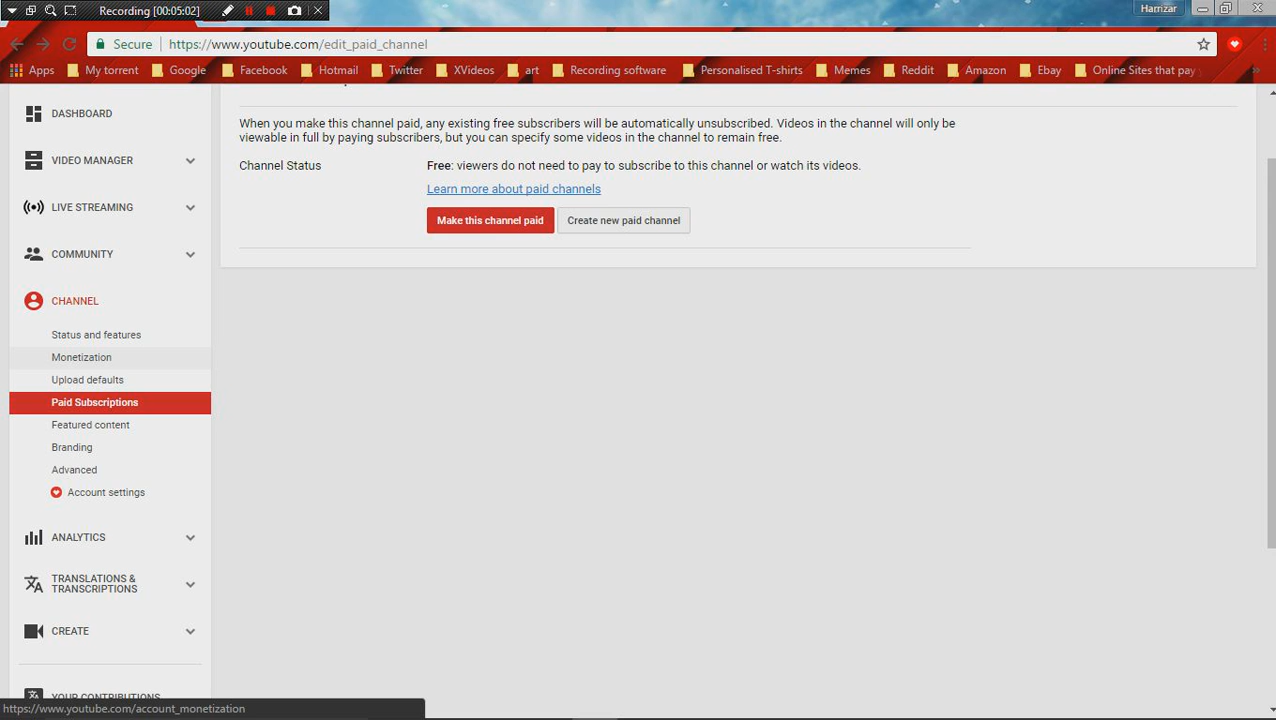 Recording [00:05:02]
Harrizar
Secure https://www.youtube.com/edit_paid_channel
Apps My torrent Google Facebook Hotmail Twitter XVideos art Recording software Personalised T-shirts Memes Reddit Amazon Ebay Online Sites that pay
DASHBOARD
VIDEO MANAGER
LIVE STREAMING
COMMUNITY
CHANNEL
Status and features
Monetization
Upload defaults
Paid Subscriptions
Featured content
Branding
Advanced
Account settings
ANALYTICS
TRANSLATIONS &
TRANSCRIPTIONS
CREATE
YOUR CONTRIBUTIONS
When you make this channel paid, any existing free subscribers will be automatically unsubscribed. Videos in the channel will only be
viewable in full by paying subscribers, but you can specify some videos in the channel to remain free.
Channel Status Free: viewers do not need to pay to subscribe to this channel or watch its videos.
Learn more about paid channels
Make this channel paid Create new paid channel
https://www.youtube.com/account_monetization